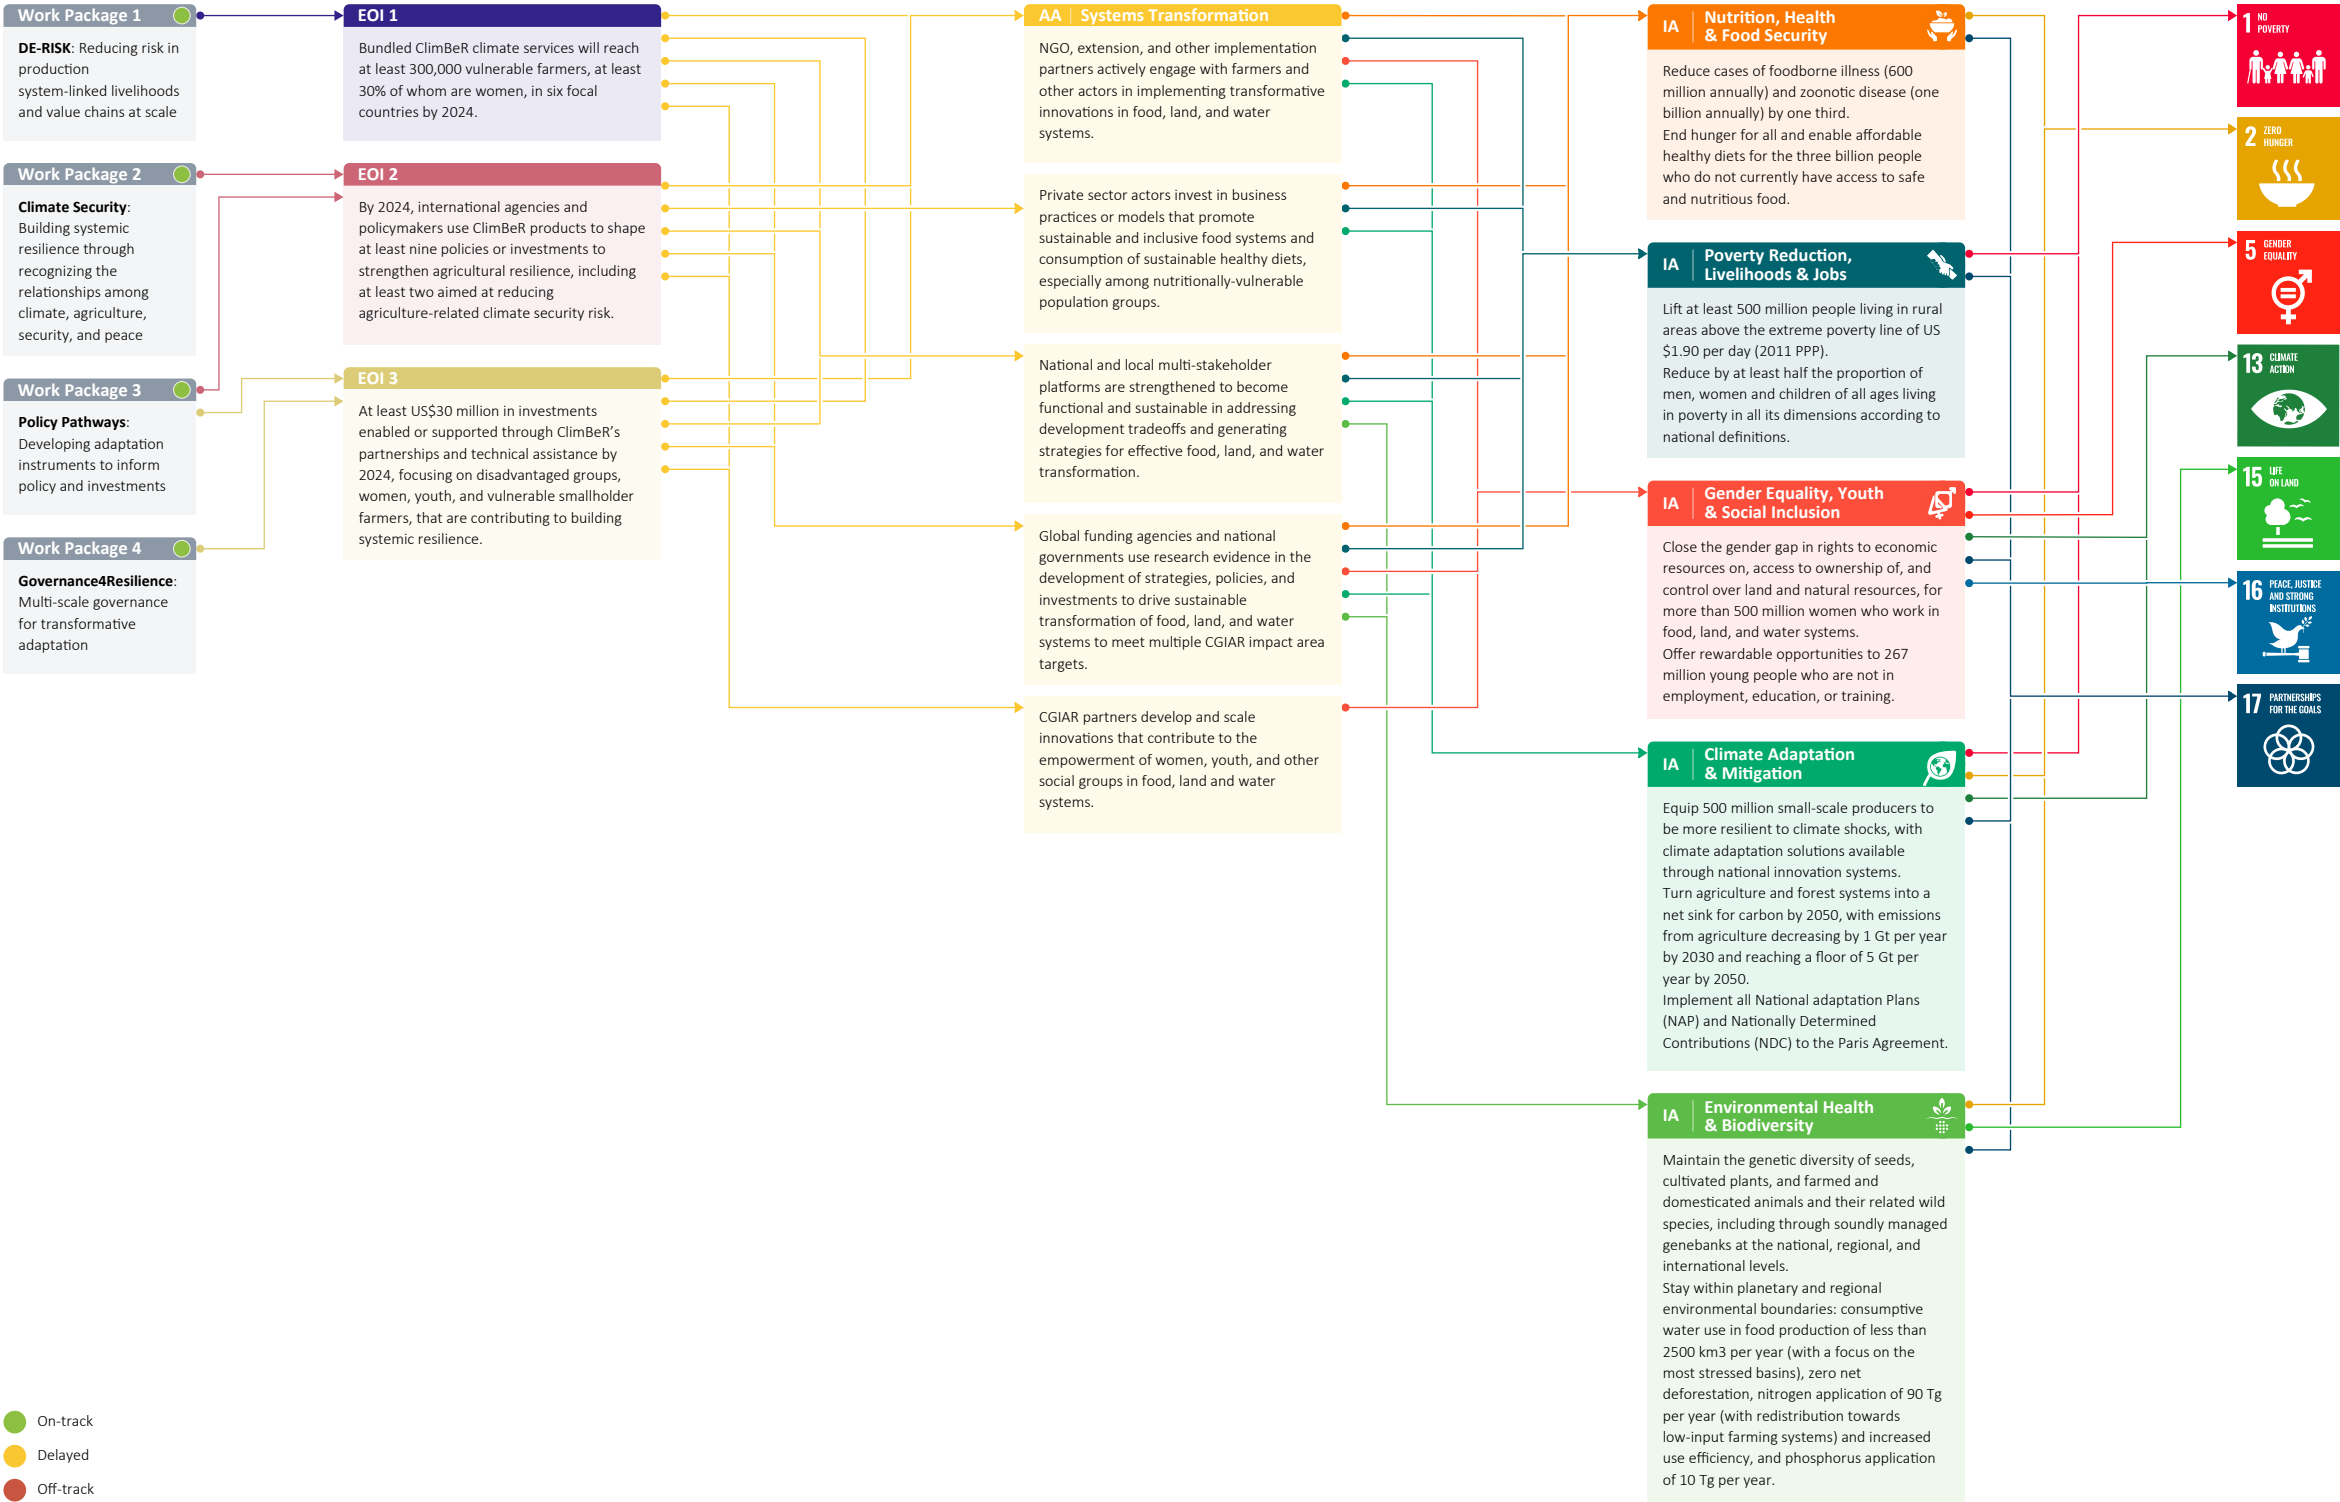 Work Package 1
DE-RISK: Reducing risk in
production
system-linked livelihoods
and value chains at scale
Work Package 2
Climate Security:
Building systemic
resilience through
recognizing the
relationships among
climate, agriculture,
security, and peace
Work Package 3
Policy Pathways:
Developing adaptation
instruments to inform
policy and investments
Work Package 4
Governance4Resilience:
Multi-scale governance
for transformative
adaptation
EOI 1
Bundled ClimBeR climate services will reach
at least 300,000 vulnerable farmers, at least
30% of whom are women, in six focal
countries by 2024.
EOI 2
By 2024, international agencies and
policymakers use ClimBeR products to shape
at least nine policies or investments to
strengthen agricultural resilience, including
at least two aimed at reducing
agriculture-related climate security risk.
EOI 3
At least US$30 million in investments
enabled or supported through ClimBeR's
partnerships and technical assistance by
2024, focusing on disadvantaged groups,
women, youth, and vulnerable smallholder
farmers, that are contributing to building
systemic resilience.
AA | Systems Transformation
NGO, extension, and other implementation
partners actively engage with farmers and
other actors in implementing transformative
innovations in food, land, and water
systems.
Private sector actors invest in business
practices or models that promote
sustainable and inclusive food systems and
consumption of sustainable healthy diets,
especially among nutritionally-vulnerable
population groups.
National and local multi-stakeholder
platforms are strengthened to become
functional and sustainable in addressing
development tradeoffs and generating
strategies for effective food, land, and water
transformation.
Global funding agencies and national
governments use research evidence in the
development of strategies, policies, and
investments to drive sustainable
transformation of food, land, and water
systems to meet multiple CGIAR impact area
targets.
CGIAR partners develop and scale
innovations that contribute to the
empowerment of women, youth, and other
social groups in food, land and water
systems.
IA
Nutrition, Health
& Food Security
Reduce cases of foodborne illness (600
million annually) and zoonotic disease (one
billion annually) by one third.
End hunger for all and enable affordable
healthy diets for the three billion people
who do not currently have access to safe
and nutritious food.
IA
Poverty Reduction,
Livelihoods & Jobs
Lift at least 500 million people living in rural
areas above the extreme poverty line of US
$1.90 per day (2011 PPP).
Reduce by at least half the proportion of
men, women and children of all ages living
in poverty in all its dimensions according to
national definitions.
IA
Gender Equality, Youth
& Social Inclusion
Close the gender gap in rights to economic
resources on, access to ownership of, and
control over land and natural resources, for
more than 500 million women who work in
food, land, and water systems.
Offer rewardable opportunities to 267
million young people who are not in
employment, education, or training.
IA
Climate Adaptation
& Mitigation
Equip 500 million small-scale producers to
be more resilient to climate shocks, with
climate adaptation solutions available
through national innovation systems.
Turn agriculture and forest systems into a
net sink for carbon by 2050, with emissions
from agriculture decreasing by 1 Gt per year
by 2030 and reaching a floor of 5 Gt per
year by 2050.
Implement all National adaptation Plans
(NAP) and Nationally Determined
Contributions (NDC) to the Paris Agreement.
IA
Environmental Health
& Biodiversity
Maintain the genetic diversity of seeds,
cultivated plants, and farmed and
domesticated animals and their related wild
species, including through soundly managed
genebanks at the national, regional, and
international levels.
Stay within planetary and regional
environmental boundaries: consumptive
water use in food production of less than
2500 km3 per year (with a focus on the
most stressed basins), zero net
deforestation, nitrogen application of 90 Tg
per year (with redistribution towards
low-input farming systems) and increased
use efficiency, and phosphorus application
of 10 Tg per year.
1 NO
POVERTY
2 ZERO
HUNGER
5 GENDER
EQUALITY
13 CLIMATE
ACTION
15 LIFE
ON LAND
16 PEACE, JUSTICE
AND STRONG
INSTITUTIONS
17 PARTNERSHIPS
FOR THE GOALS
On-track
Delayed
Off-track